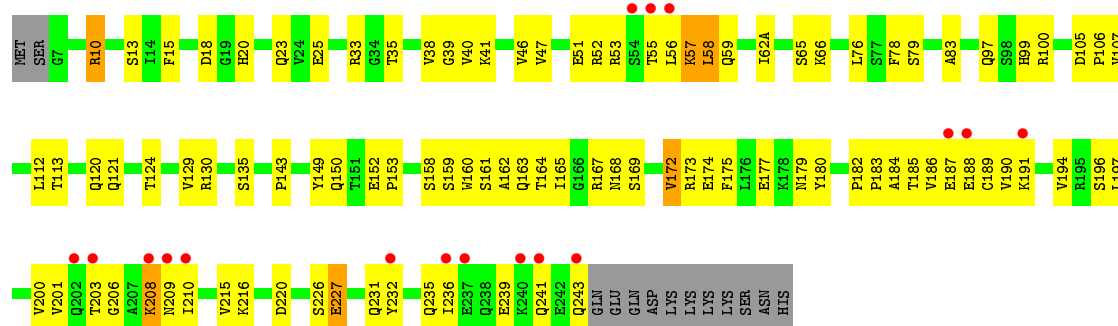 MET SER G7 R10 S13 I14 F15 D18 G19 H20 Q23 V24 E25 R33 G34 T35 V38 G39 V40 K41 V46 V47 E51 R52 R53 S54 T55 L56 K57 L58 Q59 I62A S65 K66 L76 S77 F78 S79 A83 Q97 S98 H99 R100 D105 P106 V107
L112 T113 Q120 Q121 T124 V129 R130 S135 P143 Y149 Q150 T151 E152 P153 S158 S159 W160 S161 A162 Q163 T164 I165 G166 R167 N168 S169 V172 R173 E174 F175 L176 E177 K178 N179 Y180 P182 P183 A184 T185 V186 E187 E188 C189 V190 K191 V194 R195 S196 L197
V200 V201 Q202 T203 G206 A207 K208 N209 I210 V215 K216 D220 S226 E227 Q231 Y232 Q235 I236 E237 Q238 E239 K240 Q241 E242 Q243 GLN GLU GLN ASP LYS LYS LYS LYS SER ASN HIS